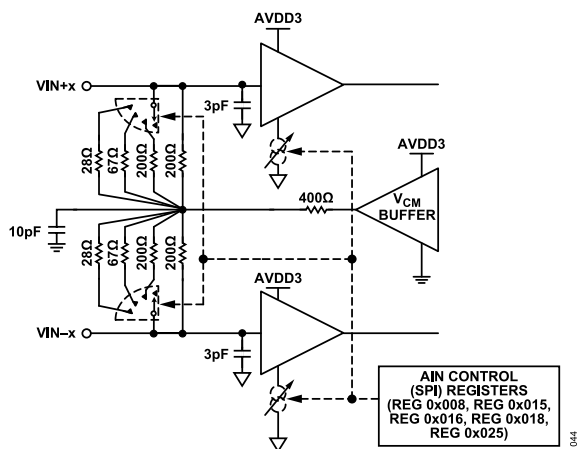 AVDD3
VIN+x
3pF
28Ω
67Ω
200Ω
200Ω
AVDD3
400Ω
VCM
BUFFER
10pF
28Ω
67Ω
200Ω
200Ω
AVDD3
VIN−x
3pF
AIN CONTROL
(SPI) REGISTERS
(REG 0x008, REG 0x015,
REG 0x016, REG 0x018,
REG 0x025)
044